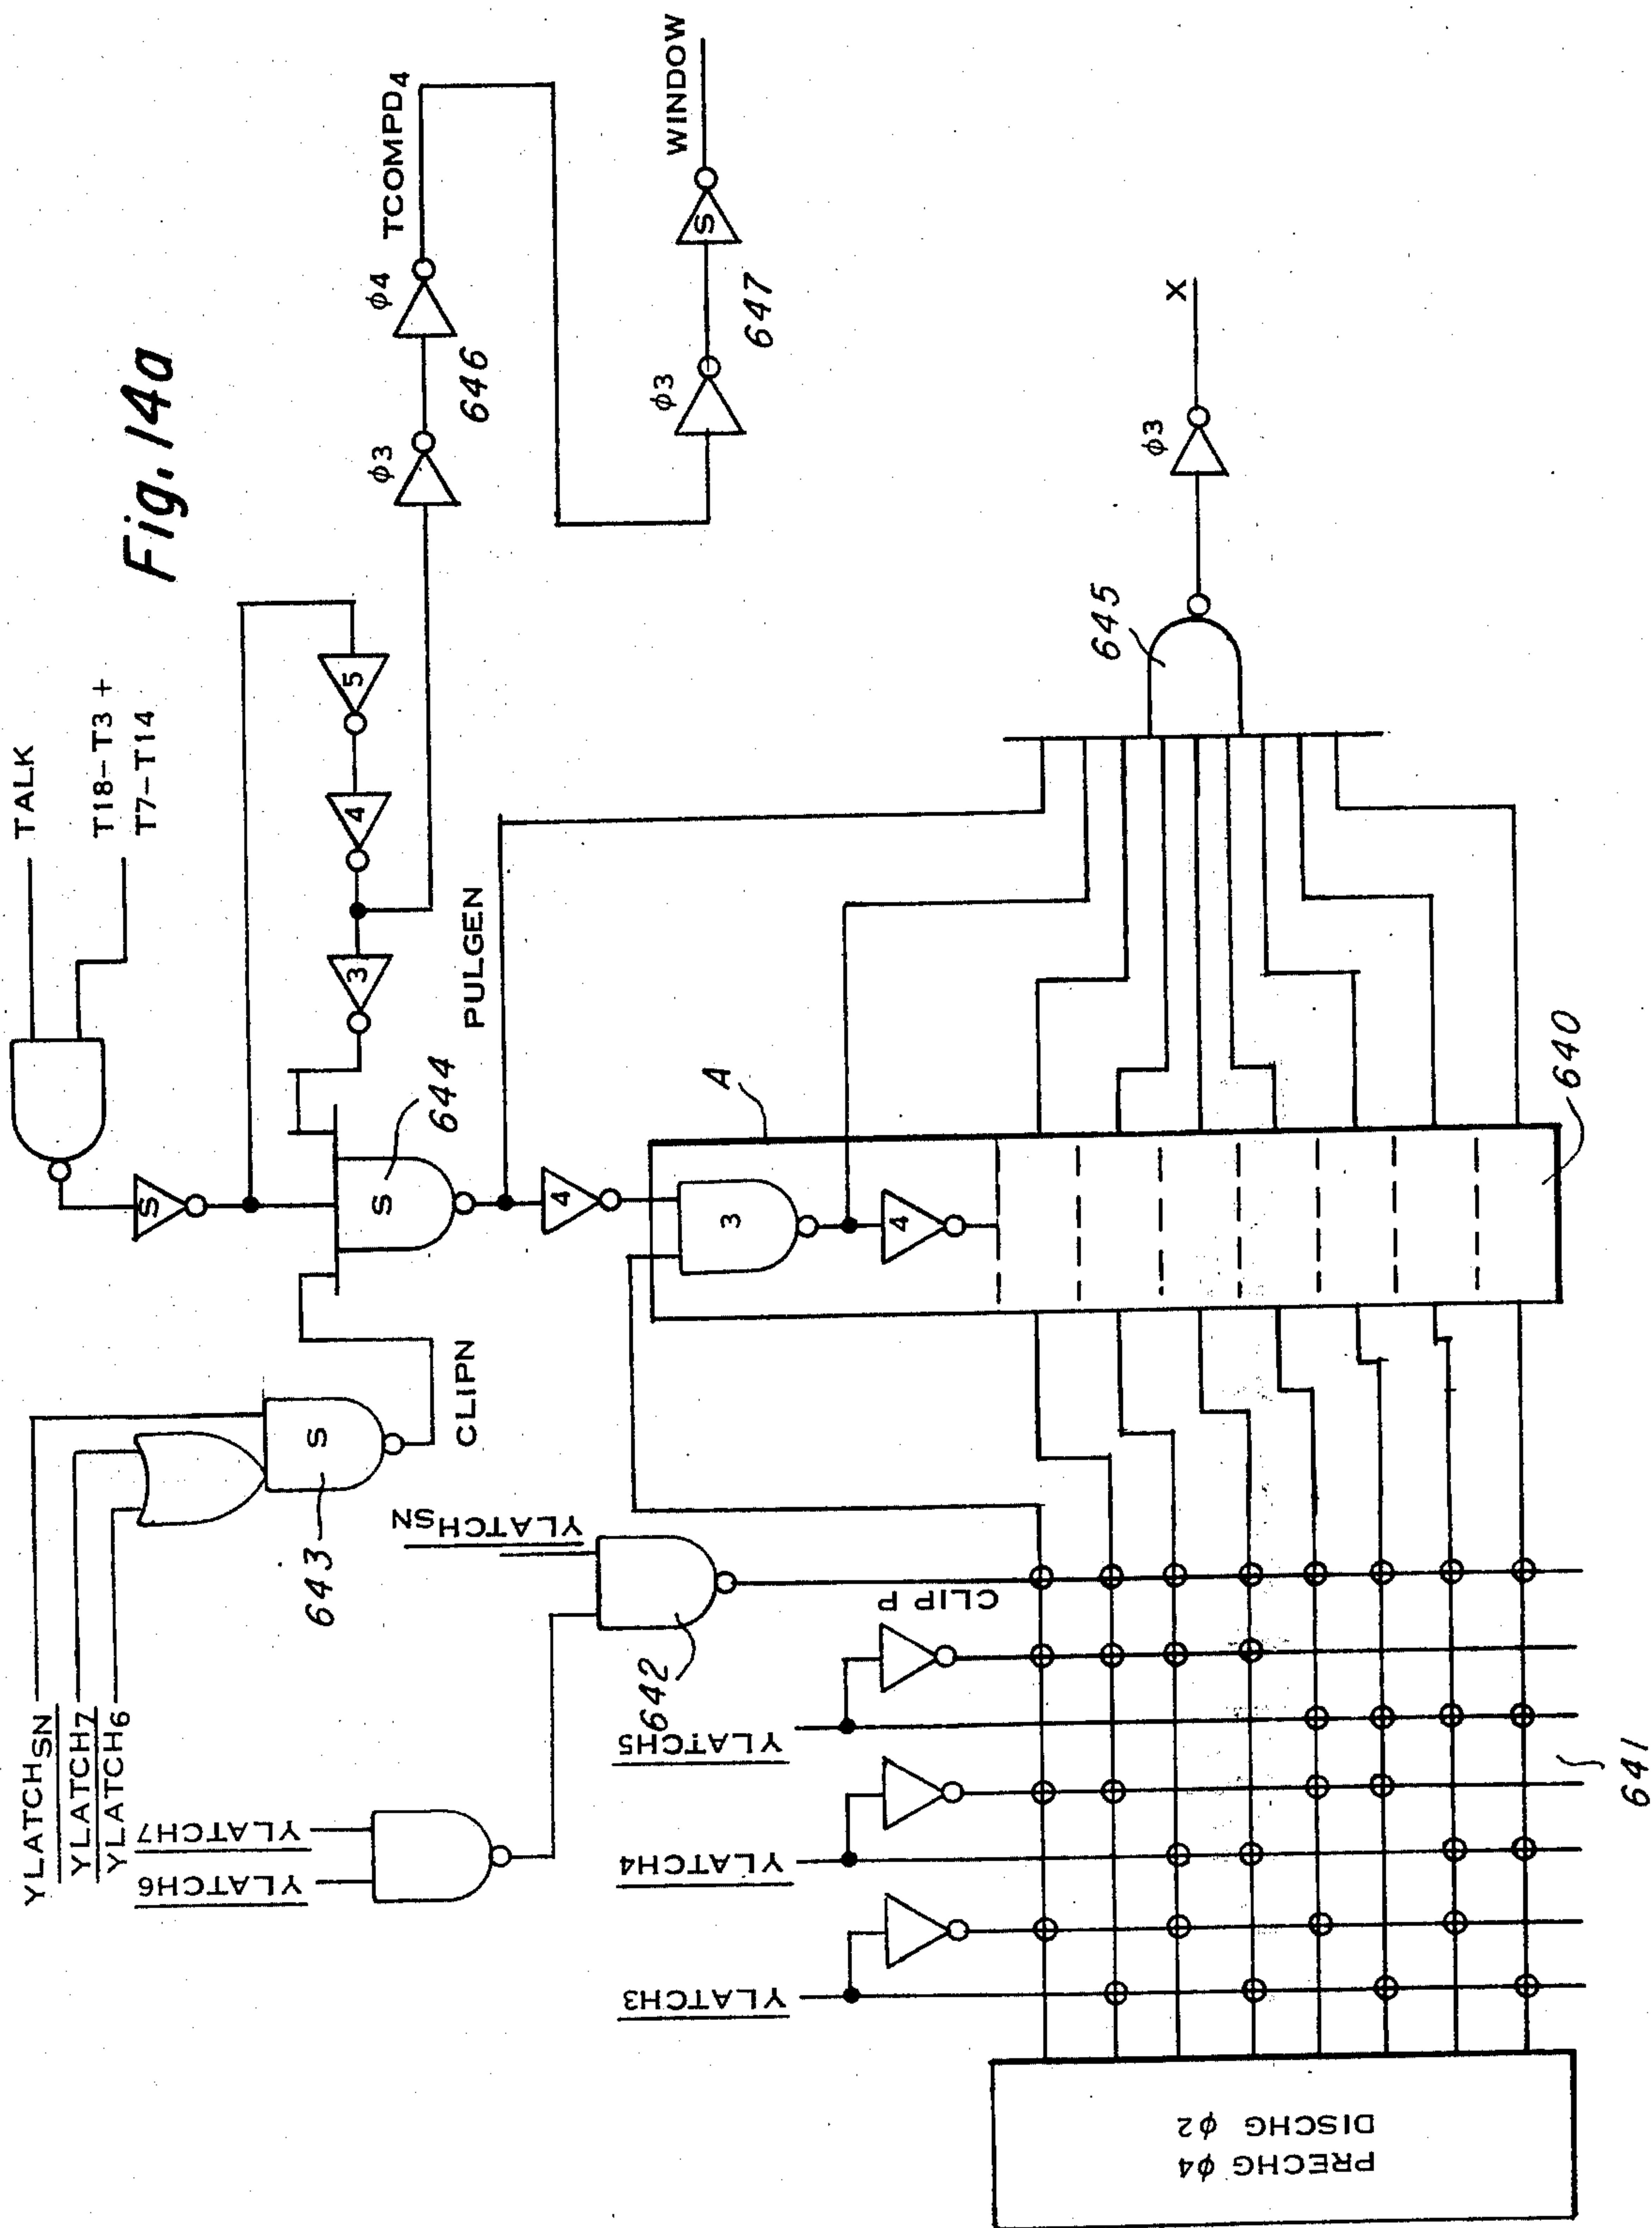 Fig. 14a
TALK
T18-T3 +
T7-T14
S
5
4
3
φ3
φ4
646
TCOMPD4
φ3
S
647
WINDOW
PULGEN
S
644
CLIPN
S
643
YLATCHSN
YLATCH7
YLATCH6
YLATCH7
YLATCH6
YLATCHSN
642
CLIP P
YLATCH5
YLATCH4
YLATCH3
4
3
4
A
640
645
φ3
X
641
PRECHG φ4
DISCHG φ2